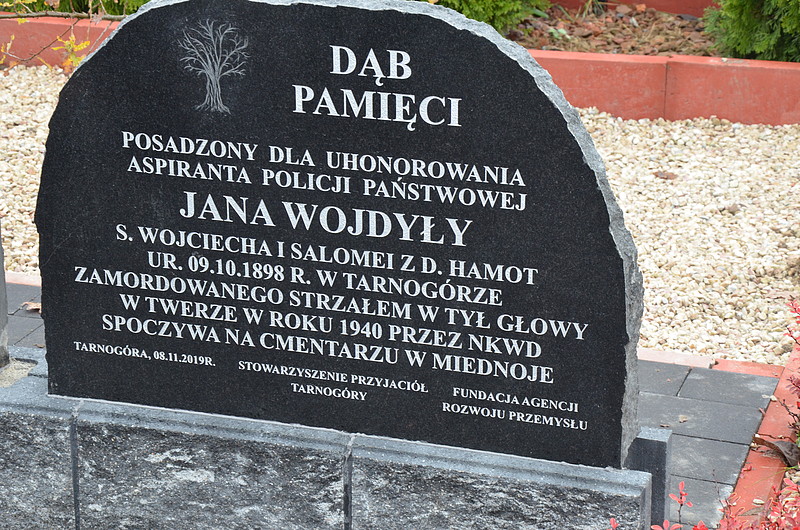 DĄB
PAMIĘCI
POSADZONY DLA UHONOROWANIA
ASPIRANTA POLICJI PAŃSTWOWEJ
JANA WOJDYŁY
S. WOJCIECHA I SALOMEI Z D. HAMOT
UR. 09.10.1898 R. W TARNOGÓRZE
ZAMORDOWANEGO STRZAŁEM W TYŁ GŁOWY
W TWERZE W ROKU 1940 PRZEZ NKWD
SPOCZYWA NA CMENTARZU W MIEDNOJE
TARNOGÓRA, 08.11.2019R.
STOWARZYSZENIE PRZYJACIÓŁ
TARNOGÓRY
FUNDACJA AGENCJI
ROZWOJU PRZEMYSŁU